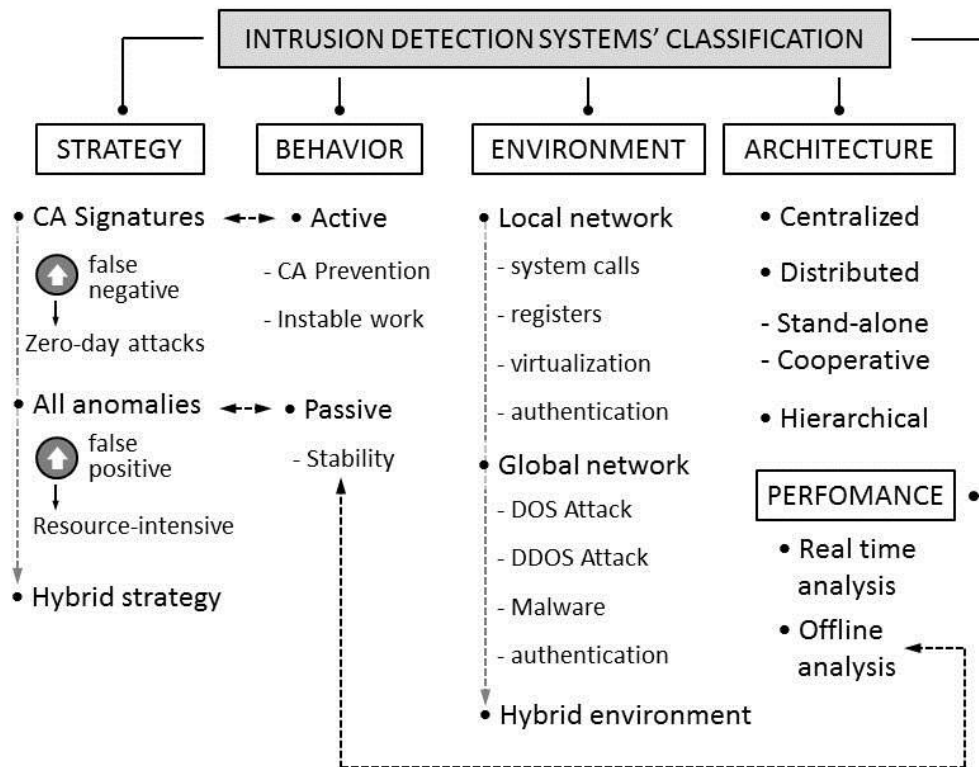 INTRUSION DETECTION SYSTEMS’ CLASSIFICATION
STRATEGY
• CA Signatures
false
negative
Zero-day attacks
• All anomalies
false
positive
Resource-intensive
• Hybrid strategy
BEHAVIOR
• Active
- CA Prevention
- Instable work
• Passive
- Stability
ENVIRONMENT
• Local network
- system calls
- registers
- virtualization
- authentication
• Global network
- DOS Attack
- DDOS Attack
- Malware
- authentication
• Hybrid environment
ARCHITECTURE
• Centralized
• Distributed
- Stand-alone
- Cooperative
• Hierarchical
PERFOMANCE
• Real time
analysis
• Offline
analysis